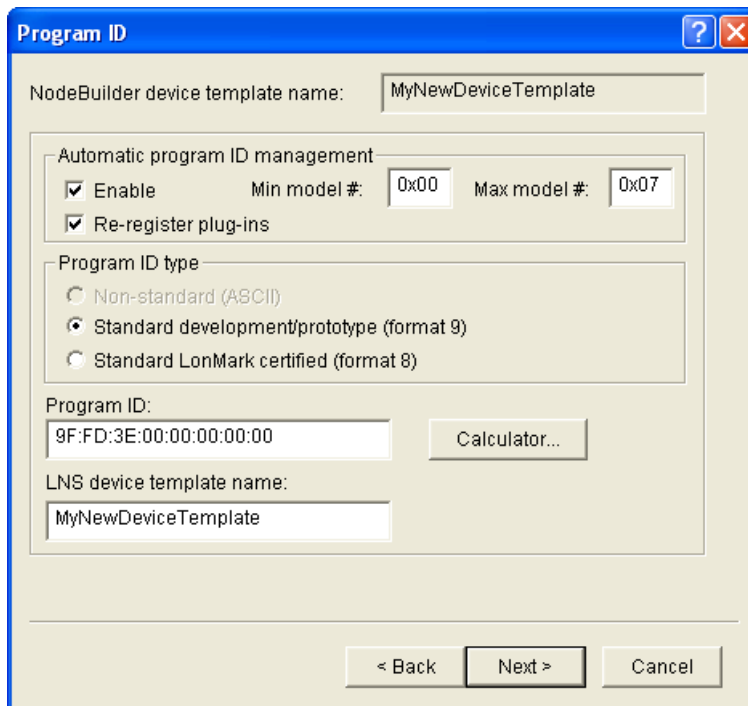 Program ID
NodeBuilder device template name: MyNewDeviceTemplate
Automatic program ID management
Enable Min model #: 0x00 Max model #: 0x07
Re-register plug-ins
Program ID type
Non-standard (ASCII)
Standard development/prototype (format 9)
Standard LonMark certified (format 8)
Program ID:
9F:FD:3E:00:00:00:00:00 Calculator...
LNS device template name:
MyNewDeviceTemplate
< Back Next > Cancel